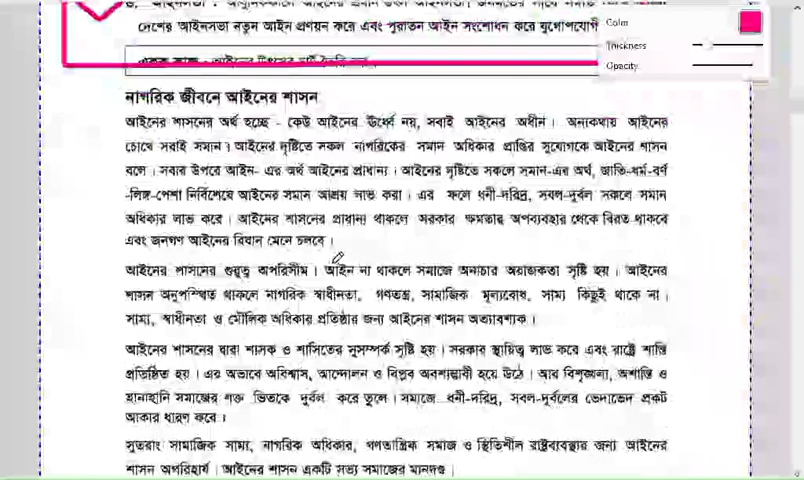 দেশের আইনসভা নতুন আইন প্রণয়ন করে এবং পুরাতন আইন সংশোধন করে যুগোপযোগী
Color
Thickness
Opacity
নাগরিক জীবনে আইনের শাসন
আইনের শাসনের অর্থ হচ্ছে - কেউ আইনের ঊর্ধ্বে নয়, সবাই আইনের অধীন। অন্যকথায় আইনের
চোখে সবাই সমান। আইনের দৃষ্টিতে সকল নাগরিকের সমান অধিকার প্রাপ্তির সুযোগকে আইনের শাসন
বলে। সবার উপরে আইন- এর অর্থ আইনের প্রাধান্য। আইনের দৃষ্টিতে সকলে সমান-এর অর্থ, জাতি-ধর্ম-বর্ণ
-লিঙ্গ-পেশা নির্বিশেষে আইনের সমান আশ্রয় লাভ করা। এর ফলে ধনী-দরিদ্র, সবল-দুর্বল সকলে সমান
অধিকার লাভ করে। আইনের শাসনের প্রাধান্য থাকলে সরকার ক্ষমতার অপব্যবহার থেকে বিরত থাকবে
এবং জনগণ আইনের বিধান মেনে চলবে।
আইনের শাসনের গুরুত্ব অপরিসীম। আইন না থাকলে সমাজে অনাচার অরাজকতা সৃষ্টি হয়। আইনের
শাসন অনুপস্থিত থাকলে নাগরিক স্বাধীনতা, গণতন্ত্র, সামাজিক মূল্যবোধ, সাম্য কিছুই থাকে না।
সাম্য, স্বাধীনতা ও মৌলিক অধিকার প্রতিষ্ঠার জন্য আইনের শাসন অত্যাবশ্যক।
আইনের শাসনের দ্বারা শাসক ও শাসিতের সুসম্পর্ক সৃষ্টি হয়। সরকার স্থায়িত্ব লাভ করে এবং রাষ্ট্রে শান্তি
প্রতিষ্ঠিত হয়। এর অভাবে অবিশ্বাস, আন্দোলন ও বিপ্লব অবশ্যম্ভাবী হয়ে উঠে। আর বিশৃঙ্খলা, অশান্তি ও
হানাহানি সমাজের শক্ত ভিতকে দুর্বল করে তুলে। সমাজে ধনী-দরিদ্র, সবল-দুর্বলের ভেদাভেদ প্রকট
আকার ধারণ করে।
সুতরাং সামাজিক সাম্য, নাগরিক অধিকার, গণতান্ত্রিক সমাজ ও স্থিতিশীল রাষ্ট্রব্যবস্থার জন্য আইনের
শাসন অপরিহার্য। আইনের শাসন একটি সভ্য সমাজের মানদণ্ড।